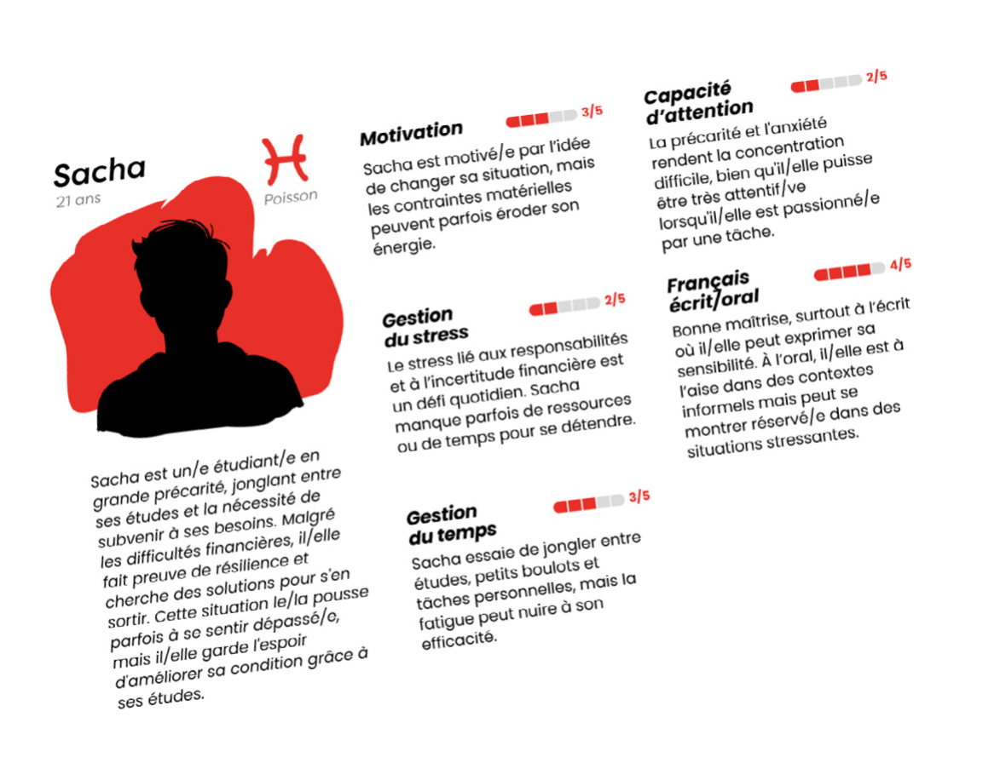 Sacha
21 ans
Poisson
Sacha est un/e étudiant/e en
grande précarité, jonglant entre
ses études et la nécessité de
subvenir à ses besoins. Malgré
les difficultés financières, il/elle
fait preuve de résilience et
cherche des solutions pour s'en
sortir. Cette situation le/la pousse
parfois à se sentir dépassé/e,
mais il/elle garde l'espoir
d'améliorer sa condition grâce à
ses études.
Motivation
3/5
Sacha est motivé/e par l'idée
de changer sa situation, mais
les contraintes matérielles
peuvent parfois éroder son
énergie.
Gestion
du stress
2/5
Le stress lié aux responsabilités
et à l'incertitude financière est
un défi quotidien. Sacha
manque parfois de ressources
ou de temps pour se détendre.
Gestion
du temps
3/5
Sacha essaie de jongler entre
études, petits boulots et
tâches personnelles, mais la
fatigue peut nuire à son
efficacité.
Capacité
d'attention
2/5
La précarité et l'anxiété
rendent la concentration
difficile, bien qu'il/elle puisse
être très attentif/ve
lorsqu'il/elle est passionné/e
par une tâche.
Français
écrit/oral
4/5
Bonne maîtrise, surtout à l'écrit
où il/elle peut exprimer sa
sensibilité. À l'oral, il/elle est à
l'aise dans des contextes
informels mais peut se
montrer réservé/e dans des
situations stressantes.